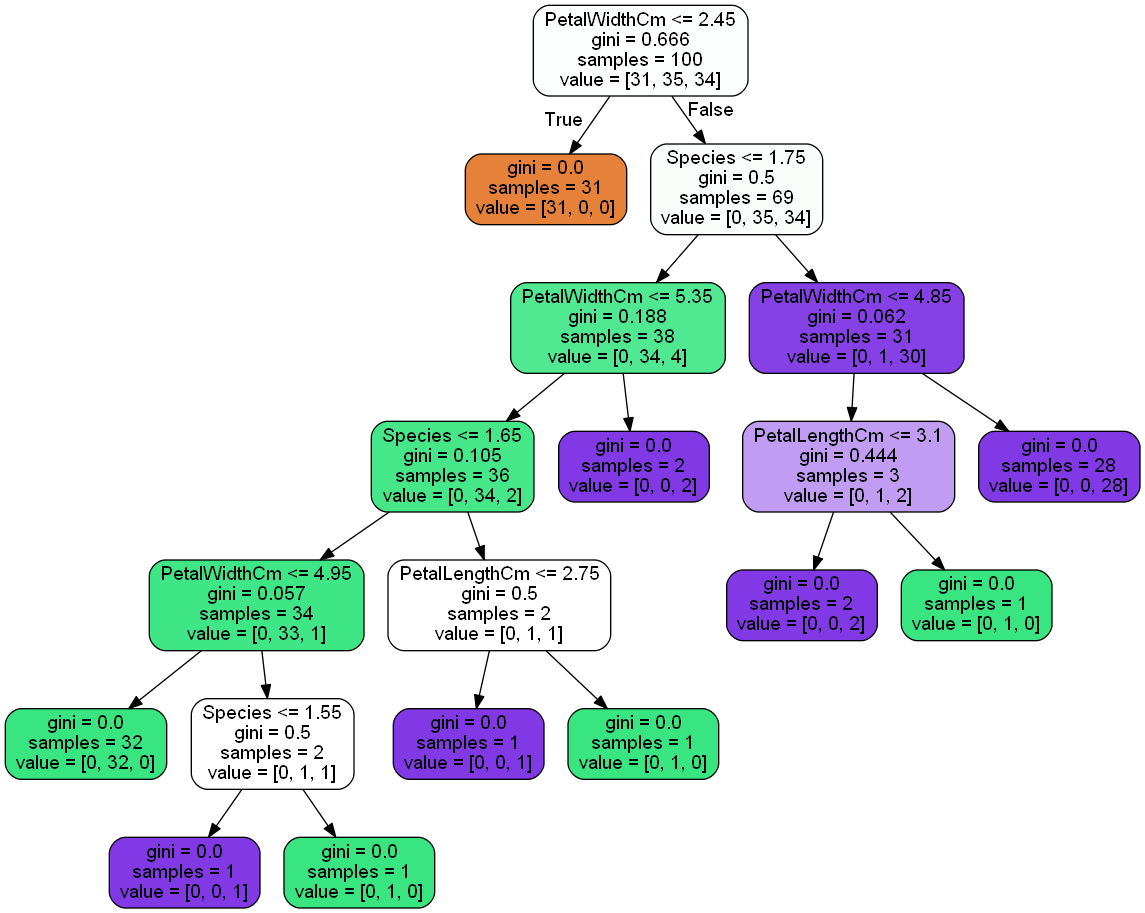 PetalWidthCm <= 2.45
gini = 0.666
samples = 100
value = [31, 35, 34]
True
False
gini = 0.0
samples = 31
value = [31, 0, 0]
Species <= 1.75
gini = 0.5
samples = 69
value = [0, 35, 34]
PetalWidthCm <= 5.35
gini = 0.188
samples = 38
value = [0, 34, 4]
PetalWidthCm <= 4.85
gini = 0.062
samples = 31
value = [0, 1, 30]
Species <= 1.65
gini = 0.105
samples = 36
value = [0, 34, 2]
gini = 0.0
samples = 2
value = [0, 0, 2]
PetalLengthCm <= 3.1
gini = 0.444
samples = 3
value = [0, 1, 2]
gini = 0.0
samples = 28
value = [0, 0, 28]
PetalWidthCm <= 4.95
gini = 0.057
samples = 34
value = [0, 33, 1]
PetalLengthCm <= 2.75
gini = 0.5
samples = 2
value = [0, 1, 1]
gini = 0.0
samples = 2
value = [0, 0, 2]
gini = 0.0
samples = 1
value = [0, 1, 0]
gini = 0.0
samples = 32
value = [0, 32, 0]
Species <= 1.55
gini = 0.5
samples = 2
value = [0, 1, 1]
gini = 0.0
samples = 1
value = [0, 0, 1]
gini = 0.0
samples = 1
value = [0, 1, 0]
gini = 0.0
samples = 1
value = [0, 0, 1]
gini = 0.0
samples = 1
value = [0, 1, 0]